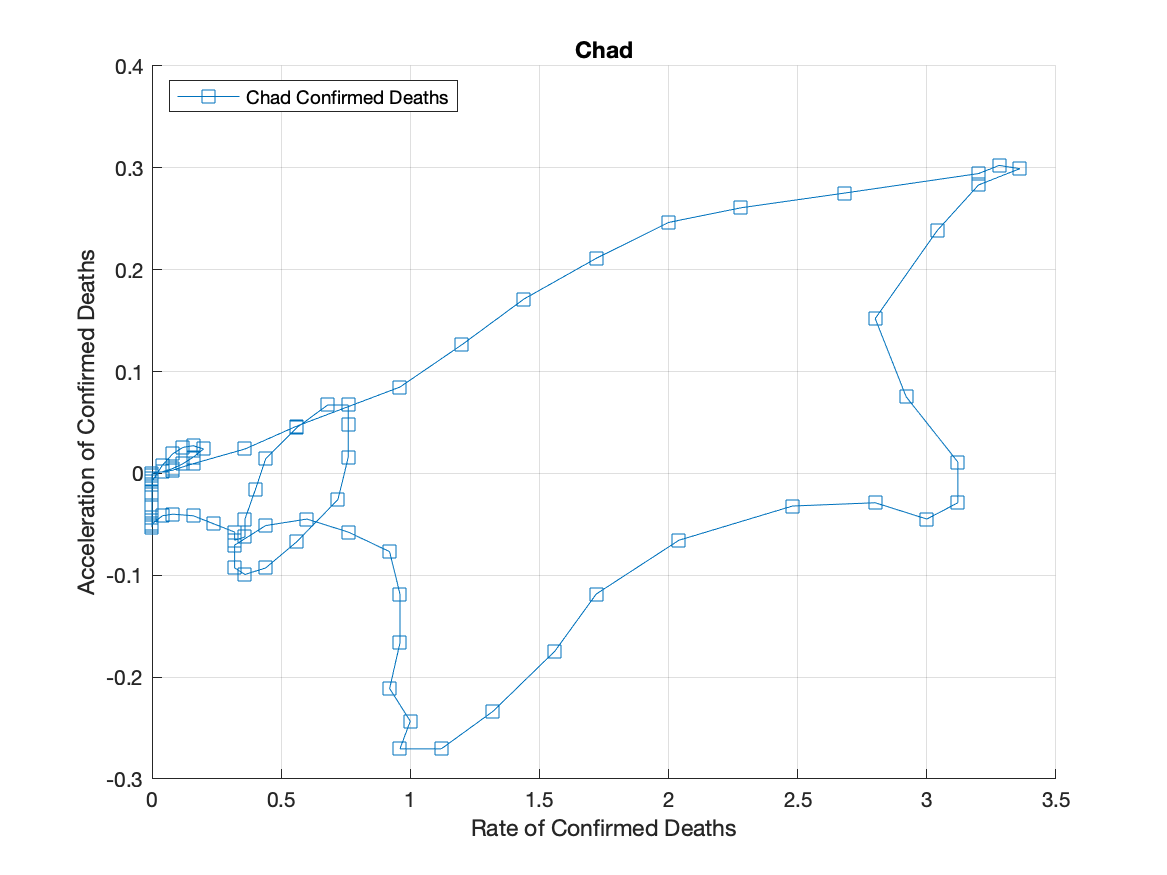 Chad
Chad Confirmed Deaths
Acceleration of Confirmed Deaths
0.4
0.3
0.2
0.1
0
-0.1
-0.2
-0.3
0 0.5 1 1.5 2 2.5 3 3.5
Rate of Confirmed Deaths